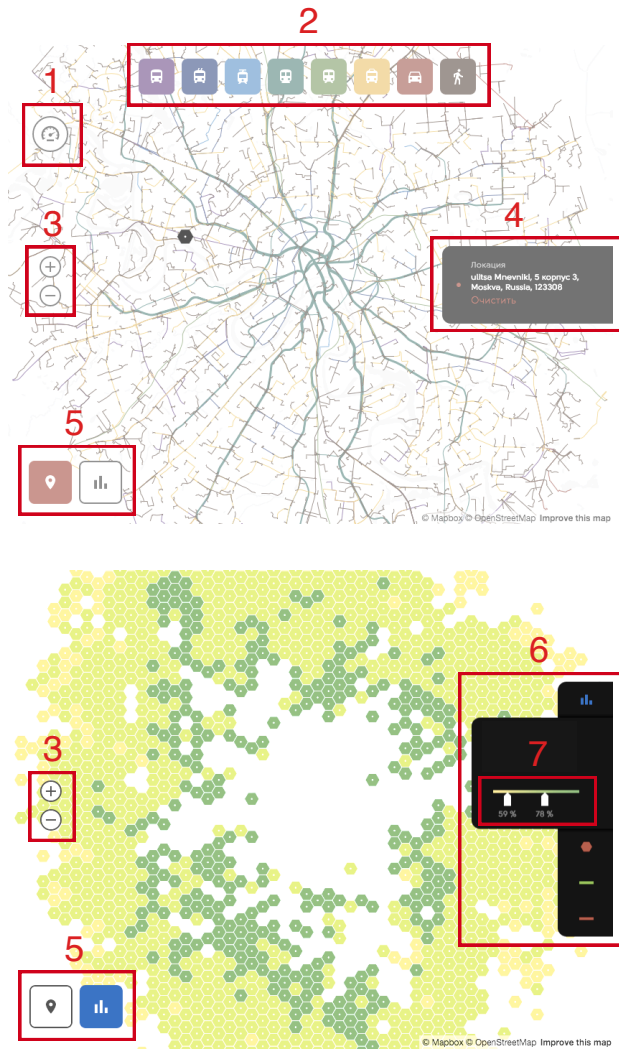 2
1
3
4
Локация
ulitsa Mnevniki, 5 корпус 3,
Moskva, Russia, 123308
Очистить
5
© Mapbox © OpenStreetMap Improve this map
6
7
3
59 % 78 %
5
© Mapbox © OpenStreetMap Improve this map